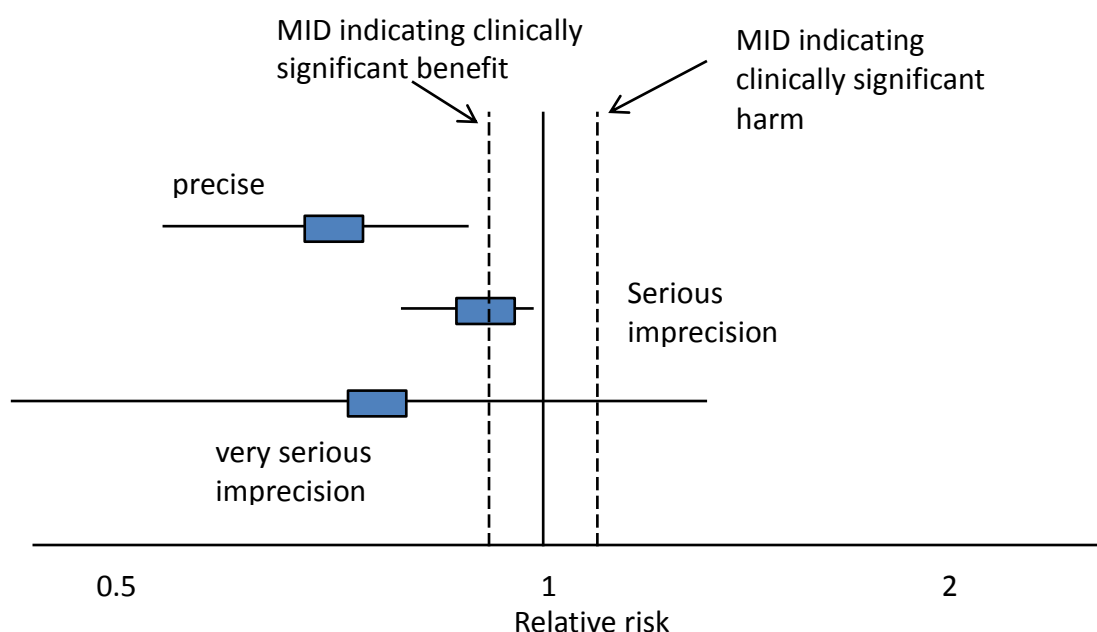 MID indicating clinically
significant benefit
MID indicating
clinically significant
harm
precise
Serious
imprecision
very serious
imprecision
0.5
1
2
Relative risk